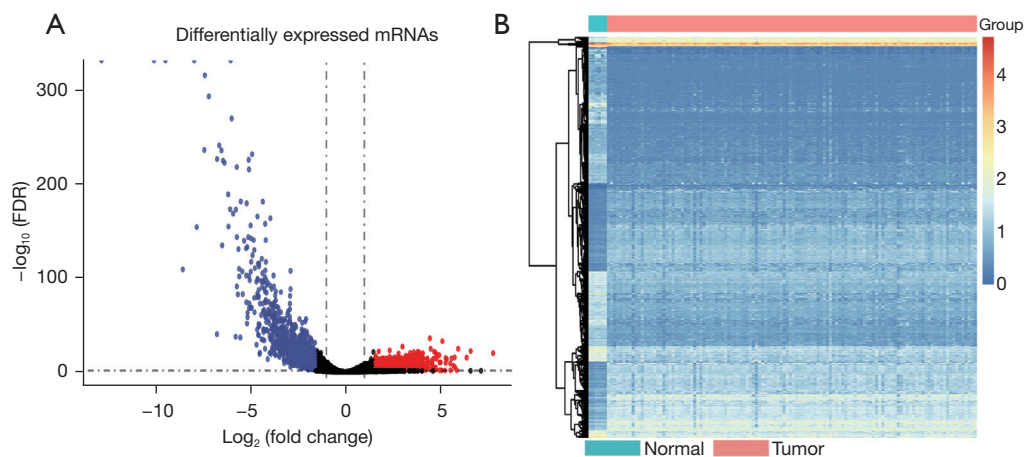 A
Differentially expressed mRNAs
300
200
100
0
–log₁₀ (FDR)
−10
−5
0
5
Log₂ (fold change)
B
Group
4
3
2
1
0
Normal
Tumor